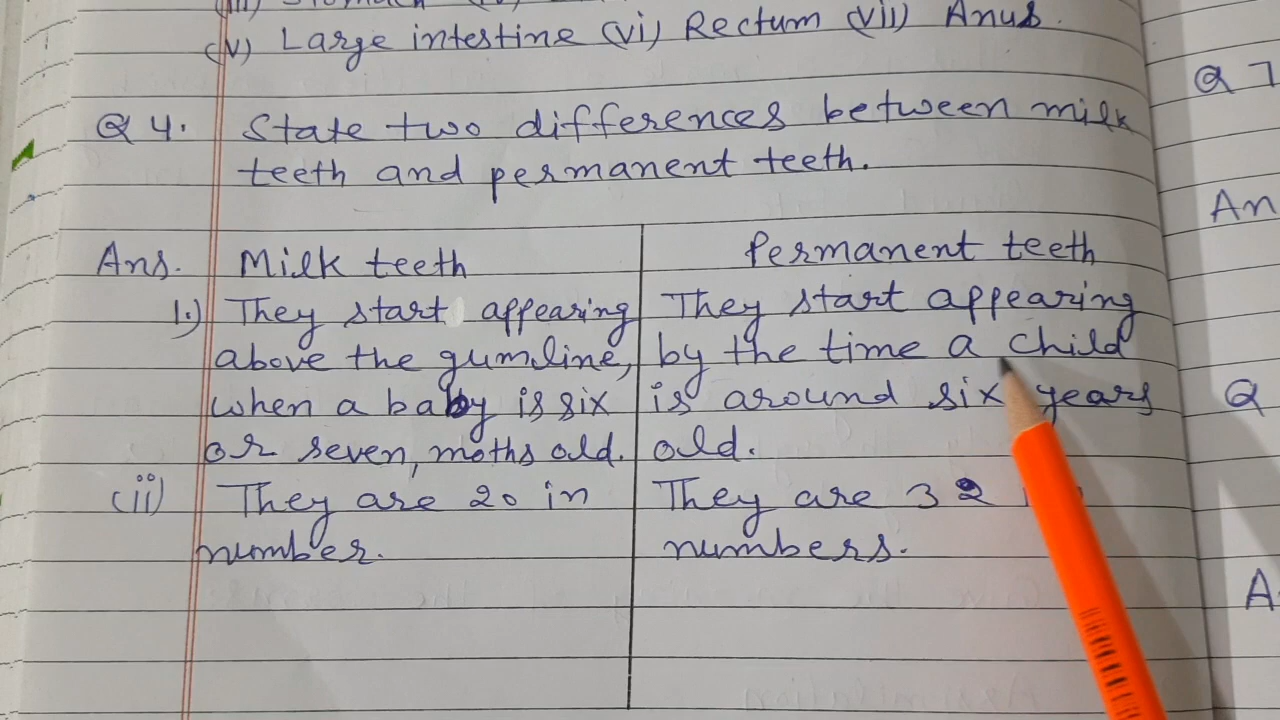 (iii) Stomach
(v) Large intestine (vi) Rectum (vii) Anus.
Q 4. State two differences between milk
teeth and permanent teeth.
Ans. Milk teeth
1.) They start appearing
above the gumline,
when a baby is six
or seven, moths old.
(ii) They are 20 in
number.
Permanent teeth
They start appearing
by the time a child
is around six years
old.
They are 32
numbers.
Q 7
An
Q
A